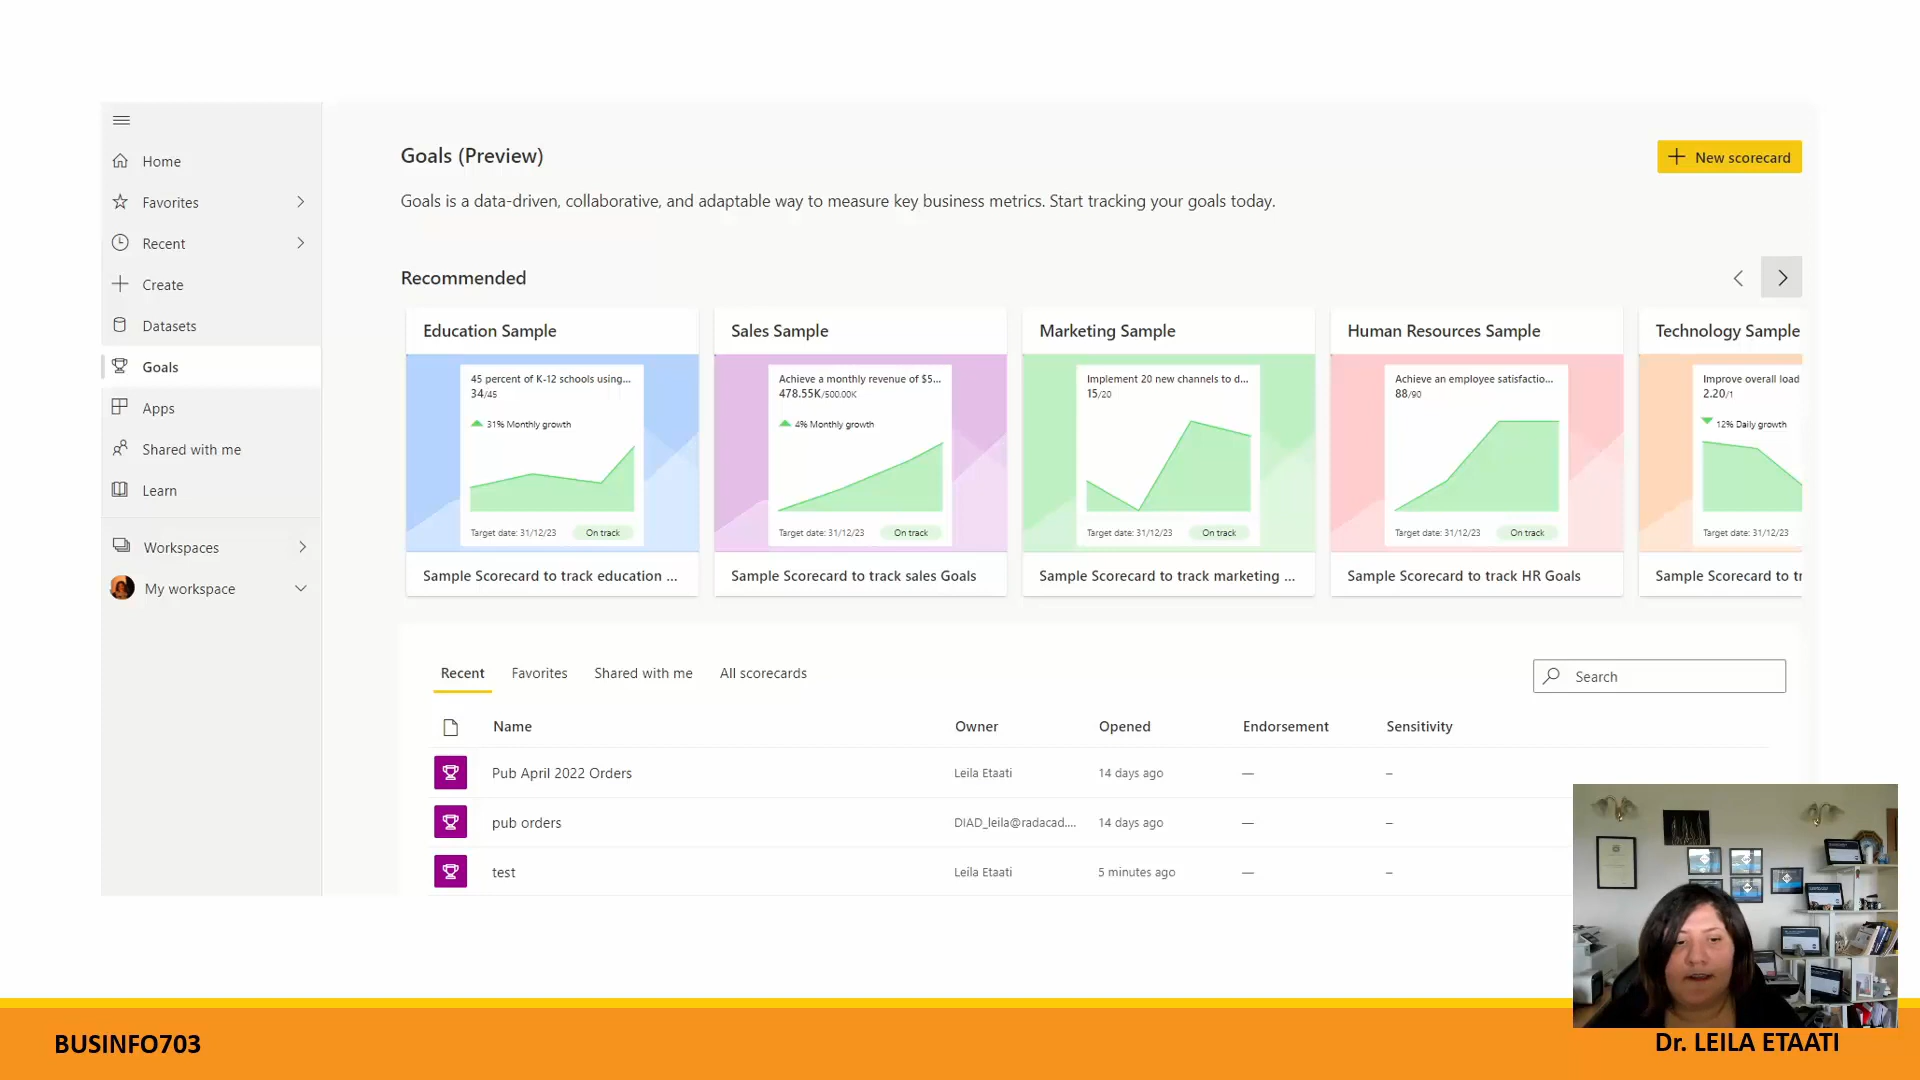 Home
Favorites
Recent
Create
Datasets
Goals
Apps
Shared with me
Learn
Workspaces
My workspace
Goals (Preview)
New scorecard
Goals is a data-driven, collaborative, and adaptable way to measure key business metrics. Start tracking your goals today.
Recommended
Education Sample
45 percent of K-12 schools using...
34/45
31% Monthly growth
Target date: 31/12/23
On track
Sample Scorecard to track education ...
Sales Sample
Achieve a monthly revenue of $5...
478.55K/500.00K
4% Monthly growth
Target date: 31/12/23
On track
Sample Scorecard to track sales Goals
Marketing Sample
Implement 20 new channels to d...
15/20
Target date: 31/12/23
On track
Sample Scorecard to track marketing ...
Human Resources Sample
Achieve an employee satisfactio...
88/90
Target date: 31/12/23
On track
Sample Scorecard to track HR Goals
Technology Sample
Improve overall load
2.20/1
12% Daily growth
Target date: 31/12/23
Sample Scorecard to tr
Recent Favorites Shared with me All scorecards
Search
Name Owner Opened Endorsement Sensitivity
Pub April 2022 Orders Leila Etaati 14 days ago — –
pub orders DIAD_leila@radacad.... 14 days ago — –
test Leila Etaati 5 minutes ago — –
BUSINFO703
Dr. LEILA ETAATI